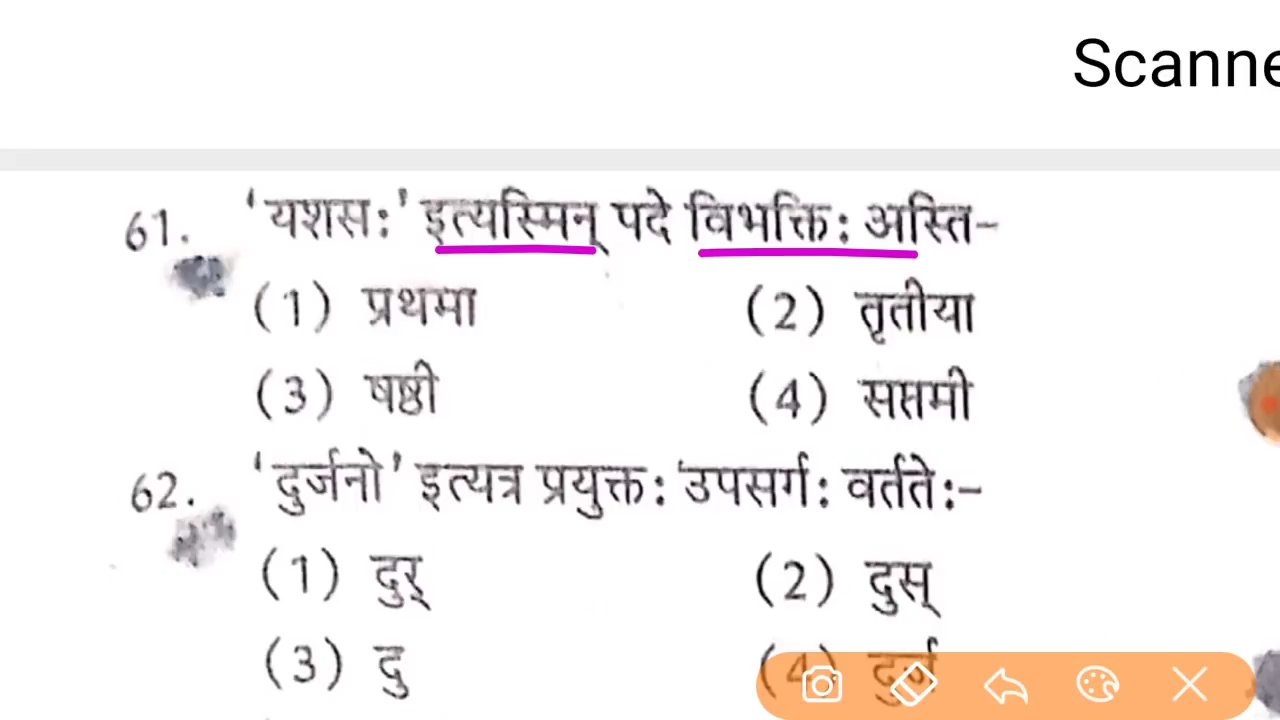 Scanne
61. 'यशसः' इत्यस्मिन् पदे विभक्तिः अस्ति-
(1) प्रथमा (2) तृतीया
(3) षष्ठी (4) सप्तमी
62. 'दुर्जनो' इत्यत्र प्रयुक्तः उपसर्गः वर्तते:-
(1) दुर् (2) दुस्
(3) दु (4)